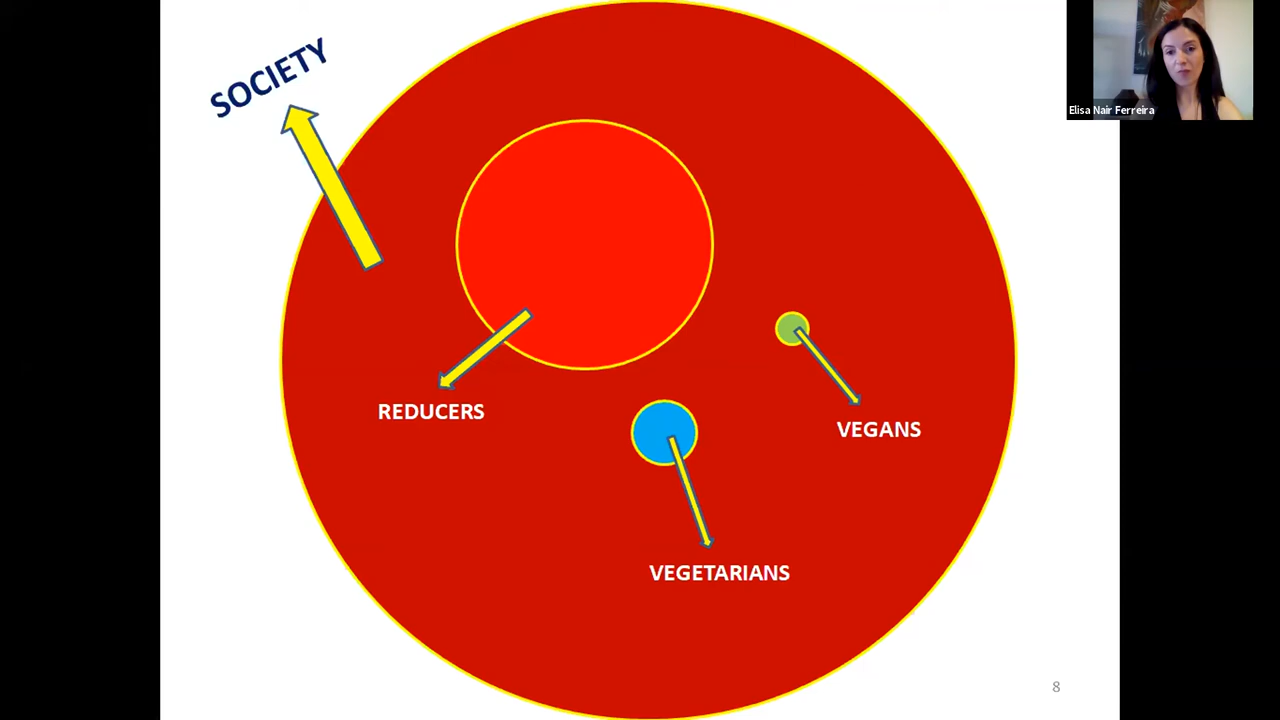 SOCIETY
Elisa Nair Ferreira
REDUCERS
VEGANS
VEGETARIANS
8